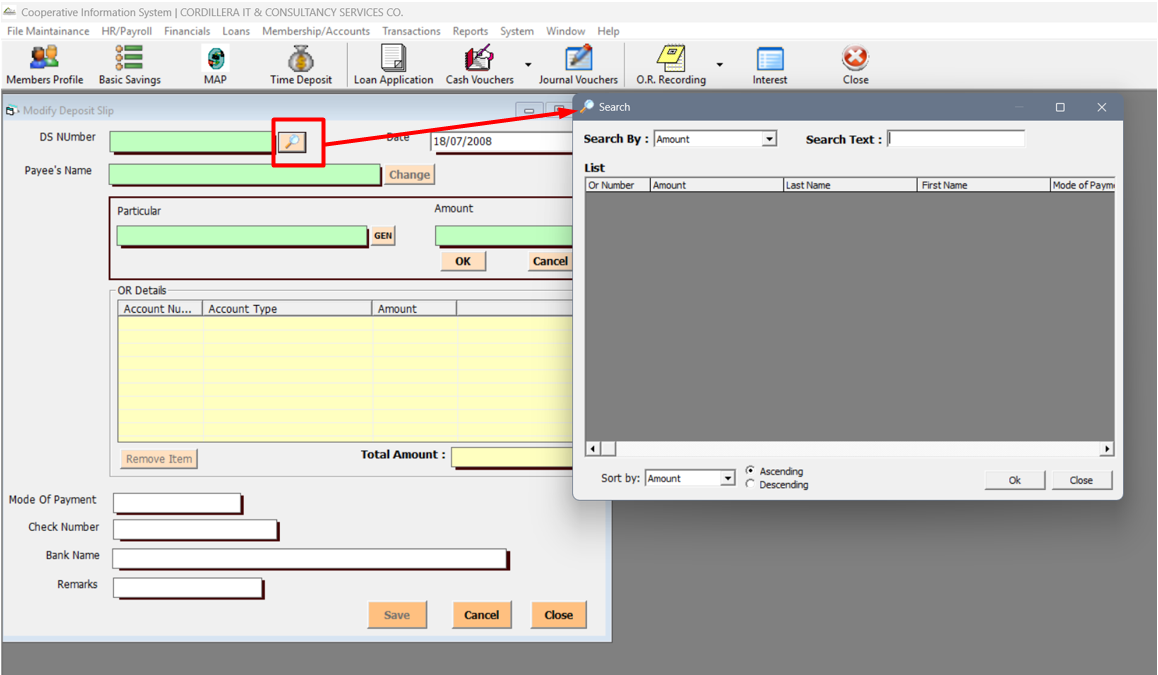 Cooperative Information System | CORDILLERA IT & CONSULTANCY SERVICES CO.
File Maintainance HR/Payroll Financials Loans Membership/Accounts Transactions Reports System Window Help
Members Profile Basic Savings MAP Time Deposit Loan Application Cash Vouchers Journal Vouchers O.R. Recording Interest Close
Modify Deposit Slip
DS NUmber
Date
18/07/2008
Payee's Name
Change
Particular
Amount
GEN
OK
Cancel
OR Details
Account Nu... Account Type Amount
Remove Item
Total Amount :
Mode Of Payment
Check Number
Bank Name
Remarks
Save Cancel Close
Search
Search By : Amount Search Text :
List
Or Number Amount Last Name First Name Mode of Paym
Sort by: Amount
Ascending
Descending
Ok Close